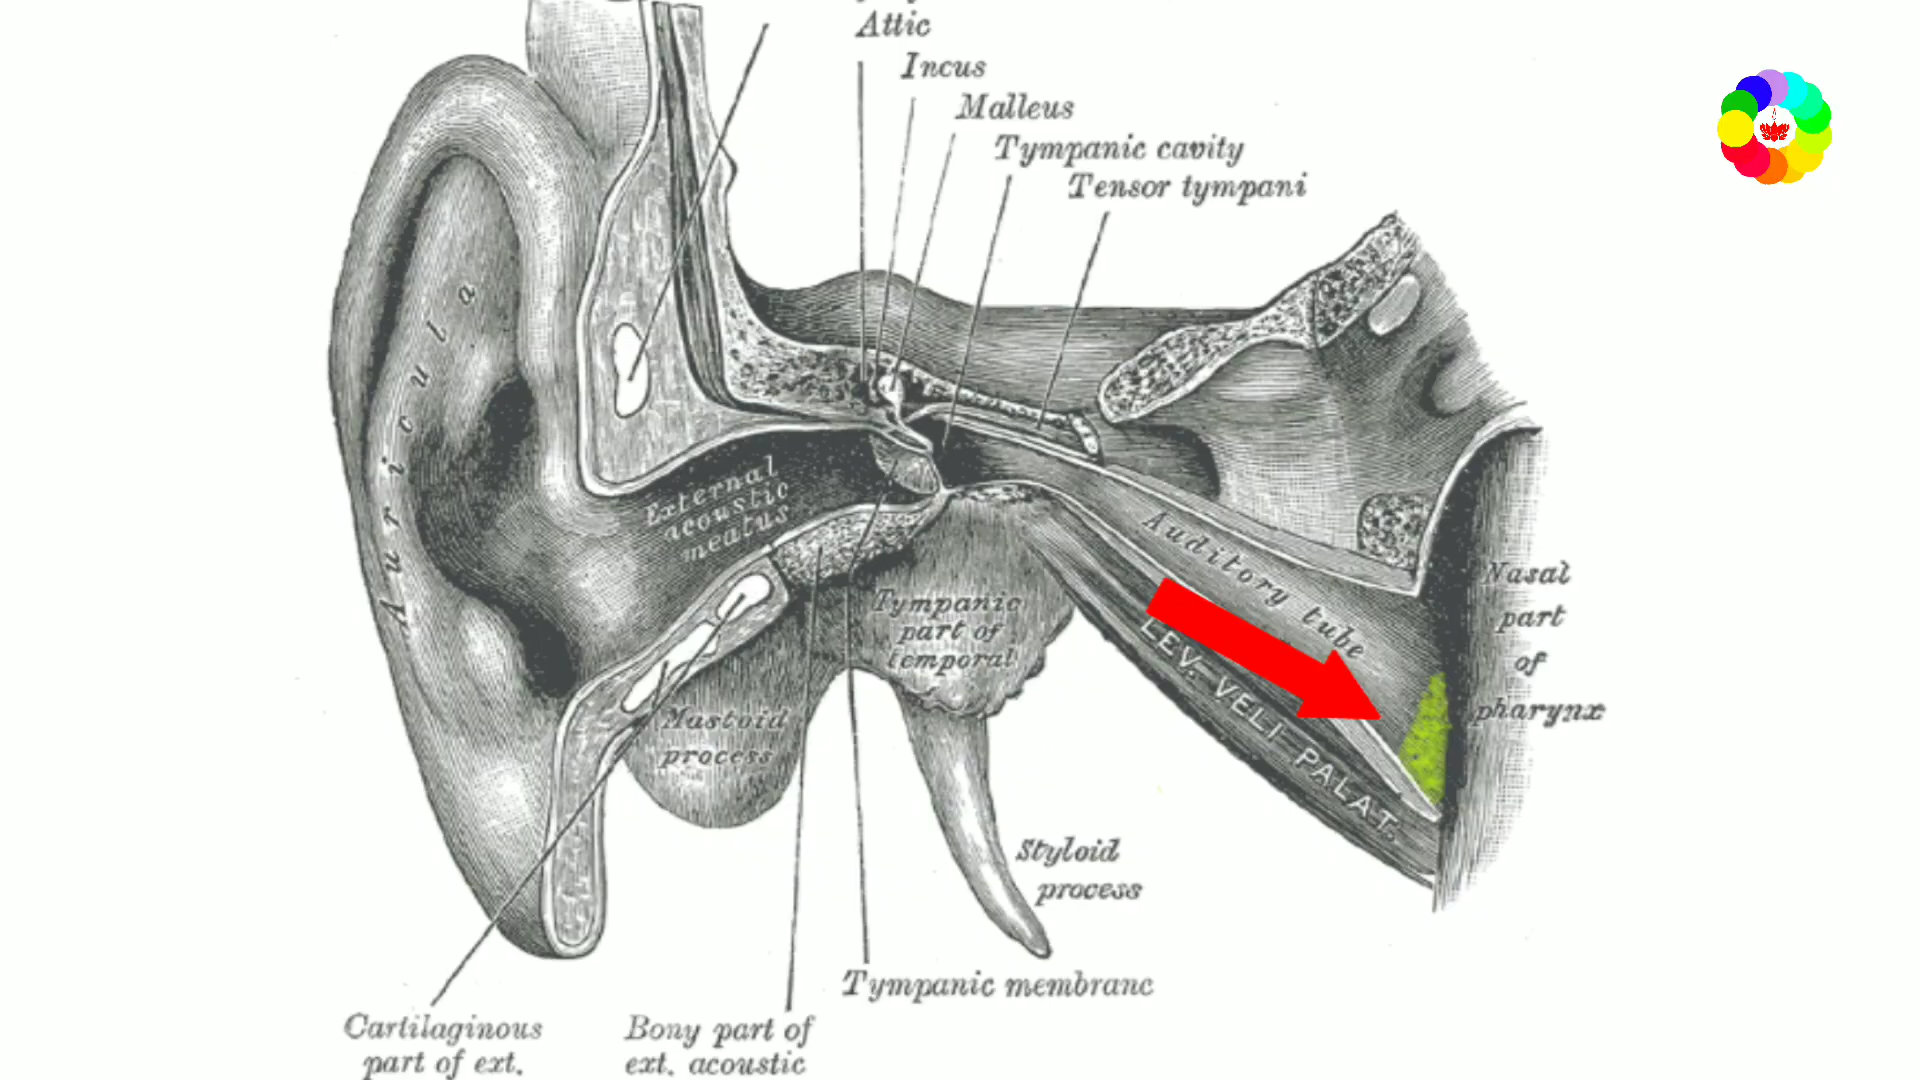 Attic
Incus
Malleus
Tympanic cavity
Tensor tympani
Auricula
External
acoustic
meatus
Auditory tube
Nasal
part
of
pharynx
Tympanic
part of
temporal
LEV. VELI PALAT.
Mastoid
process
Styloid
process
Tympanic membrane
Cartilaginous
part of ext.
Bony part of
ext. acoustic